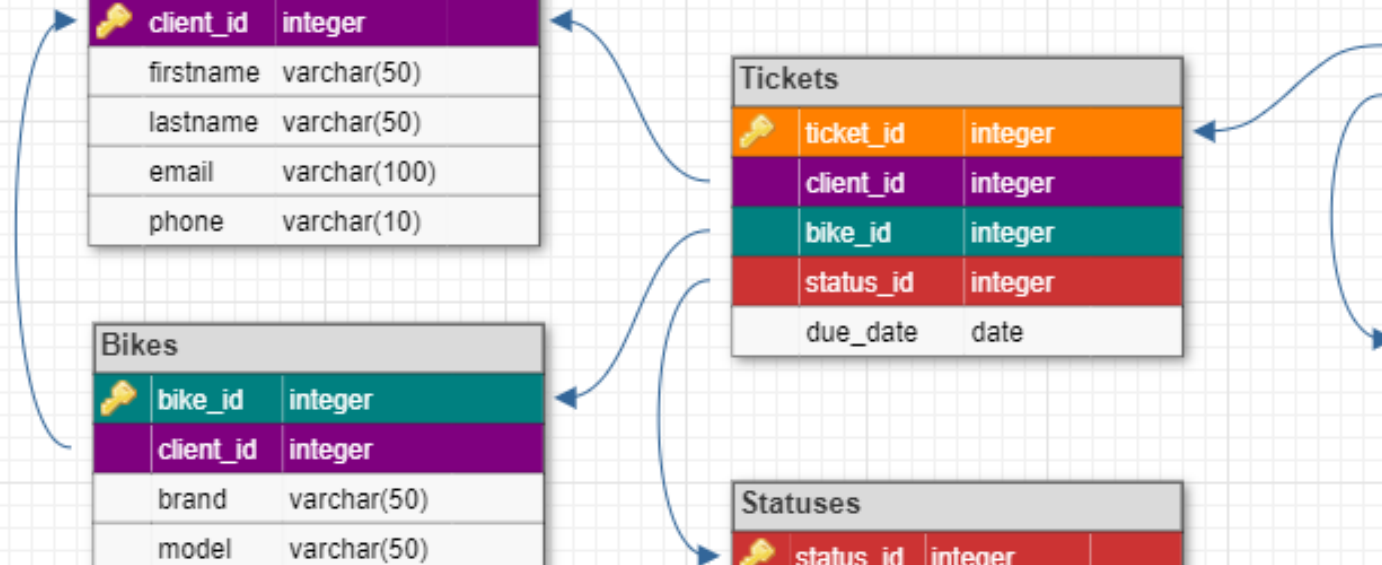 client_id integer
firstname varchar(50)
lastname varchar(50)
email varchar(100)
phone varchar(10)
Bikes
bike_id integer
client_id integer
brand varchar(50)
model varchar(50)
Tickets
ticket_id integer
client_id integer
bike_id integer
status_id integer
due_date date
Statuses
status_id integer